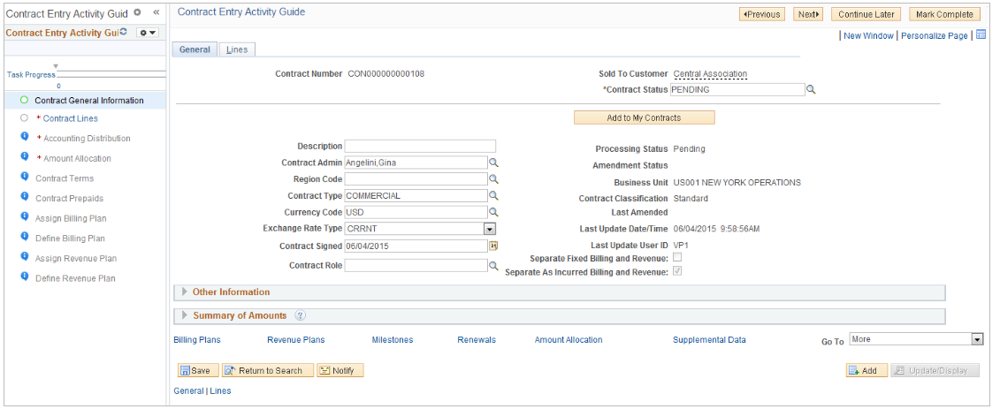 Contract Entry Activity Guid
Contract Entry Activity Gui
Task Progress
0
Contract General Information
* Contract Lines
* Accounting Distribution
* Amount Allocation
Contract Terms
Contract Prepaids
Assign Billing Plan
Define Billing Plan
Assign Revenue Plan
Define Revenue Plan
Contract Entry Activity Guide
Previous Next Continue Later Mark Complete
New Window | Personalize Page |
General Lines
Contract Number CON000000000108 Sold To Customer Central Association
*Contract Status PENDING
Add to My Contracts
Description
Contract Admin Angelini,Gina
Region Code
Contract Type COMMERCIAL
Currency Code USD
Exchange Rate Type CRRNT
Contract Signed 06/04/2015
Contract Role
Processing Status Pending
Amendment Status
Business Unit US001 NEW YORK OPERATIONS
Contract Classification Standard
Last Amended
Last Update Date/Time 06/04/2015 9:58:56AM
Last Update User ID VP1
Separate Fixed Billing and Revenue:
Separate As Incurred Billing and Revenue:
Other Information
Summary of Amounts ?
Billing Plans Revenue Plans Milestones Renewals Amount Allocation Supplemental Data Go To More
Save Return to Search Notify Add Update/Display
General | Lines